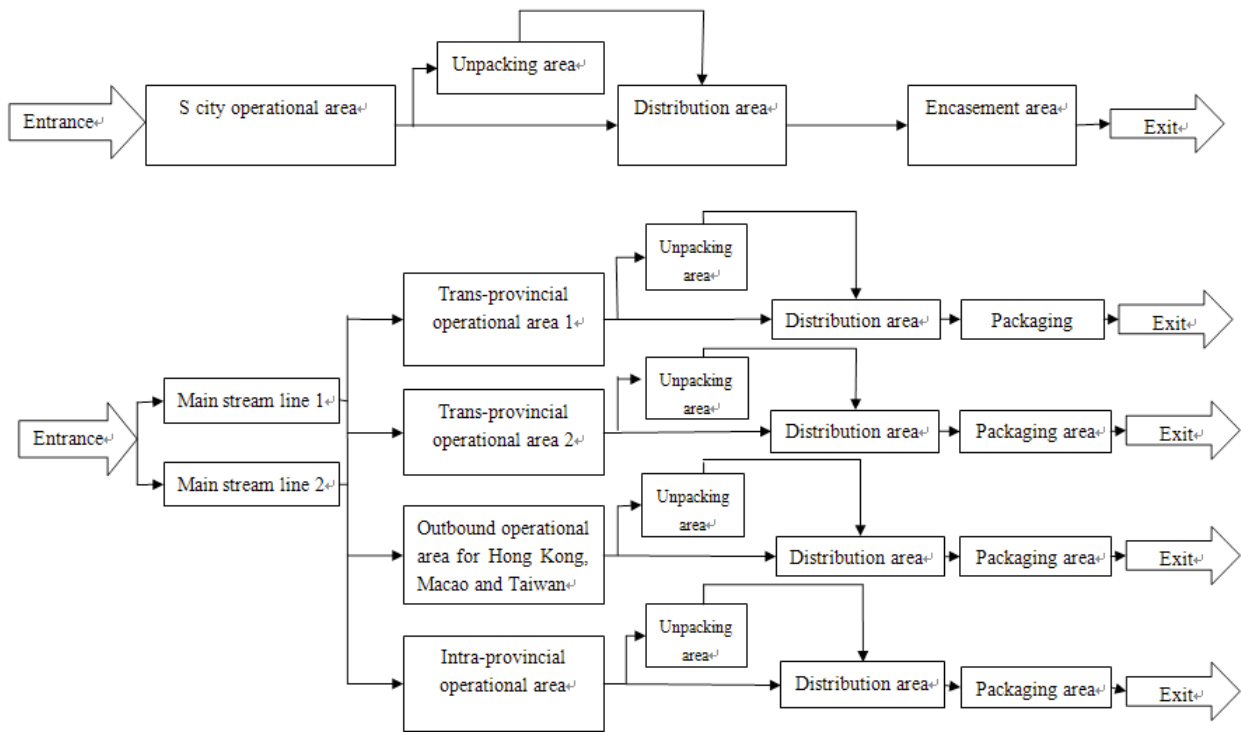 Unpacking area↵
S city operational area↵
Distribution area↵
Encasement area↵
Entrance↵
Exit↵
Unpacking
area↵
Trans-provincial
operational area 1↵
Distribution area↵
Packaging
Exit↵
Unpacking
area↵
Main stream line 1↵
Trans-provincial
operational area 2↵
Distribution area↵
Packaging area↵
Exit↵
Entrance↵
Main stream line 2↵
Unpacking
area↵
Outbound operational
area for Hong Kong,
Macao and Taiwan↵
Distribution area↵
Packaging area↵
Exit↵
Unpacking
area↵
Intra-provincial
operational area↵
Distribution area↵
Packaging area↵
Exit↵